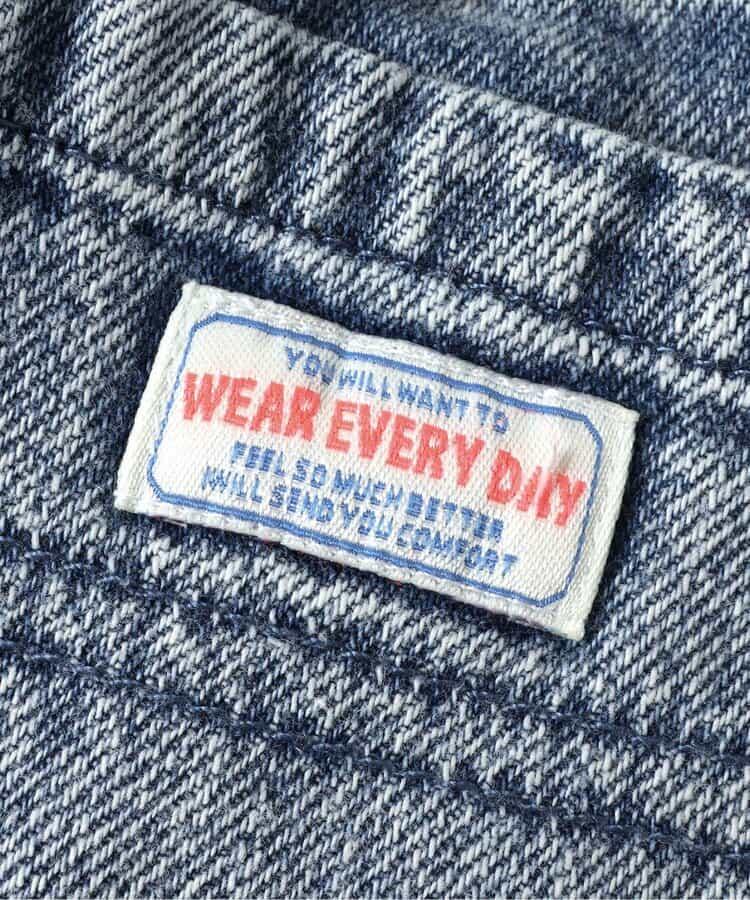 YOU WILL WANT TO
WEAR EVERY DAY
FEEL SO MUCH BETTER
I WILL SEND YOU COMFORT